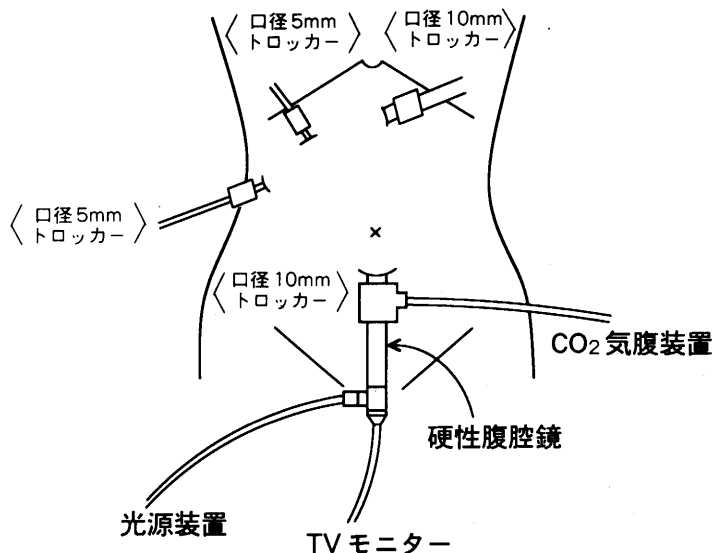 口径5mm
トロッカー
口径10mm
トロッカー
口径5mm
トロッカー
口径10mm
トロッカー
CO₂気腹装置
硬性腹腔鏡
光源装置
TVモニター